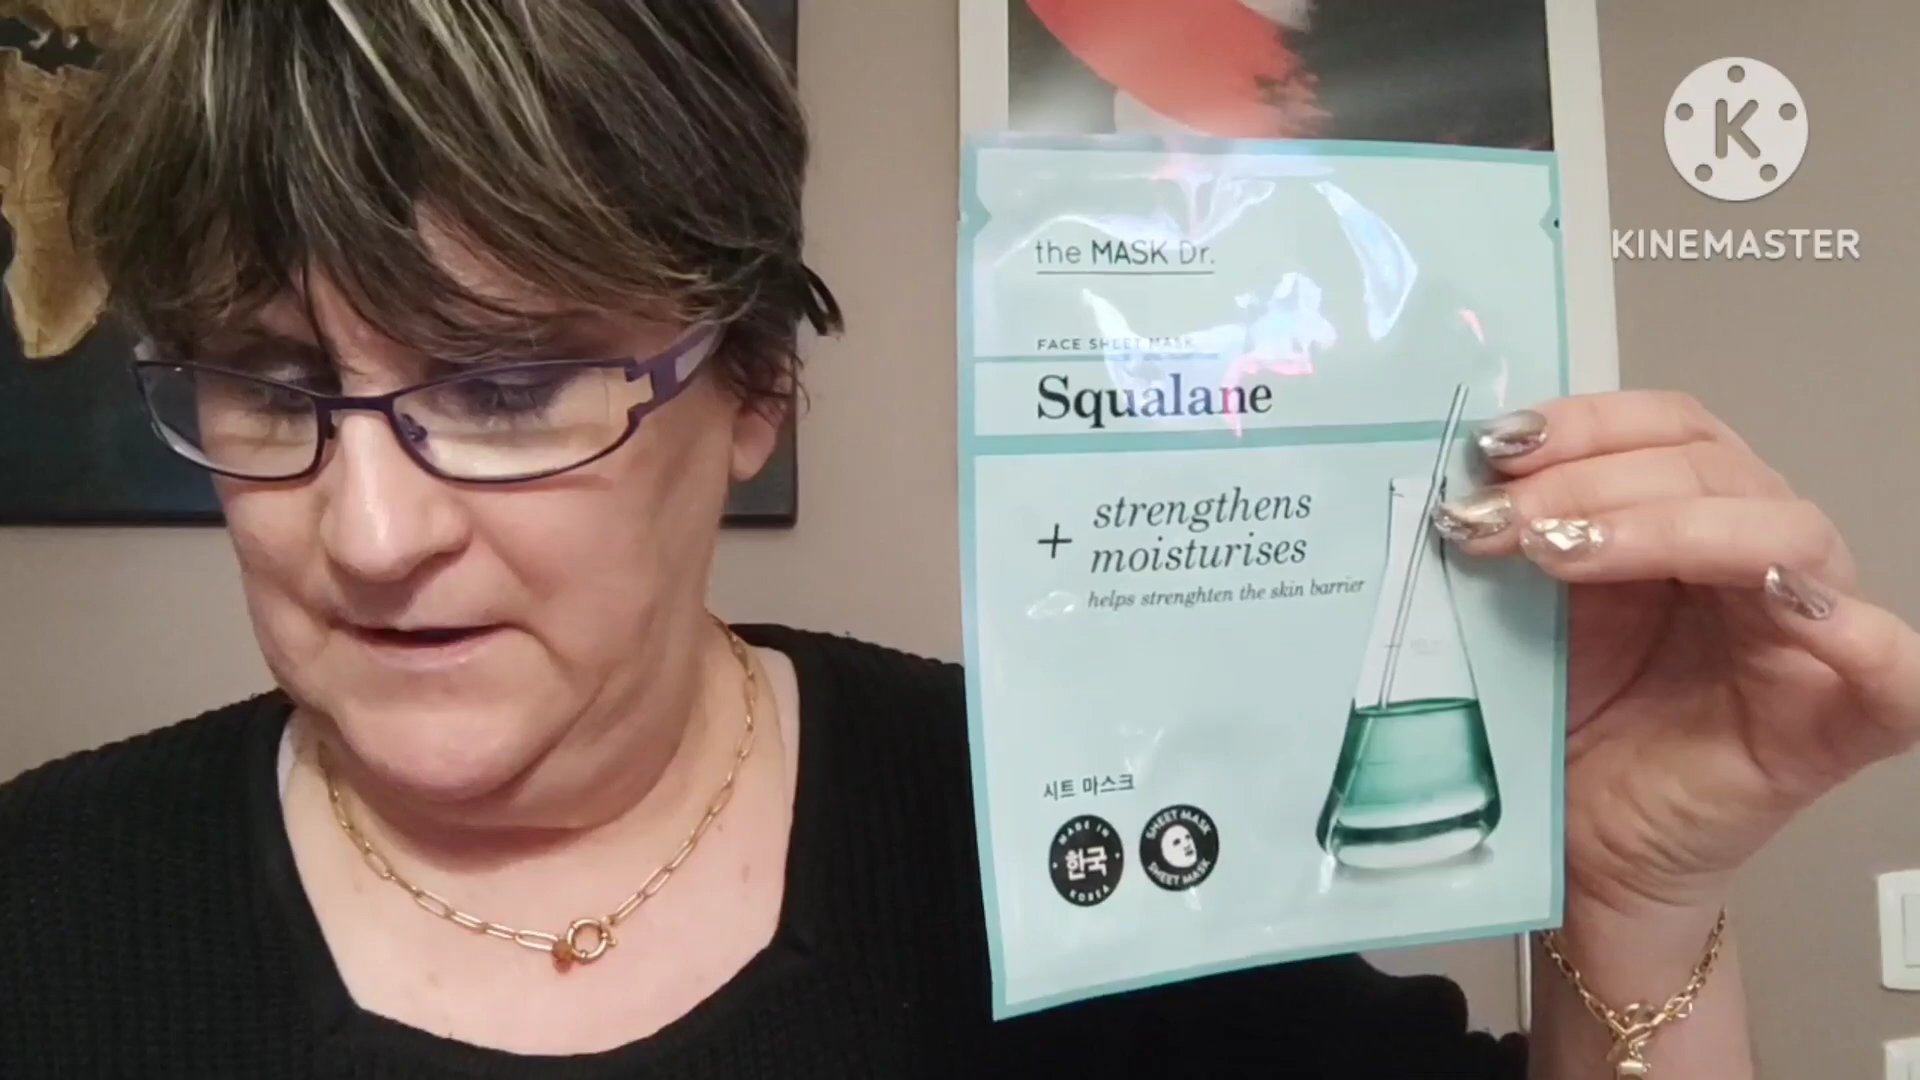 K
KINEMASTER
the MASK Dr.
FACE SHEET MASK
Squalane
+ strengthens
moisturises
helps strenghten the skin barrier
시트 마스크
MADE IN
한국
KOREA
SHEET MASK
SHEET MASK